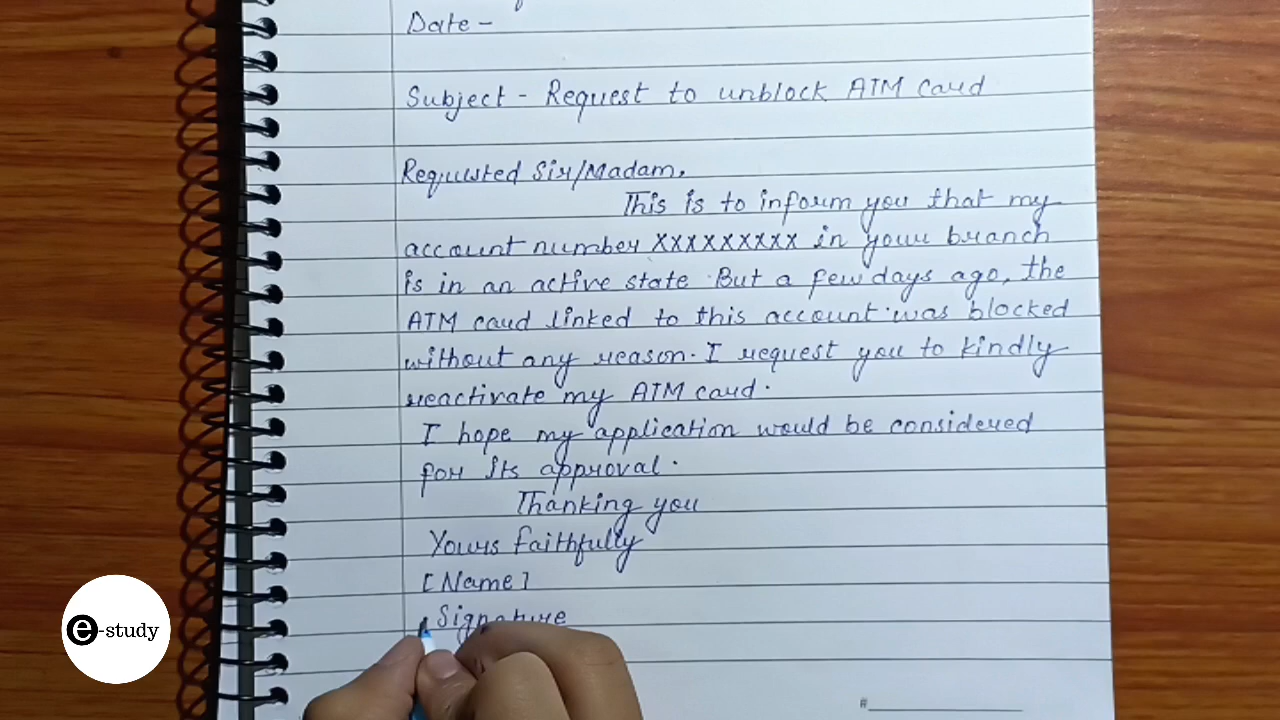 Date -
Subject - Request to unblock ATM Card
Requested Sir/Madam,
This is to inform you that my
account number XXXXXXXXX in your branch
is in an active state. But a few days ago, the
ATM card linked to this account was blocked
without any reason. I request you to kindly
reactivate my ATM card.
I hope my application would be considered
for its approval.
Thanking you
Yours faithfully
[Name]
Signature
e-study
#